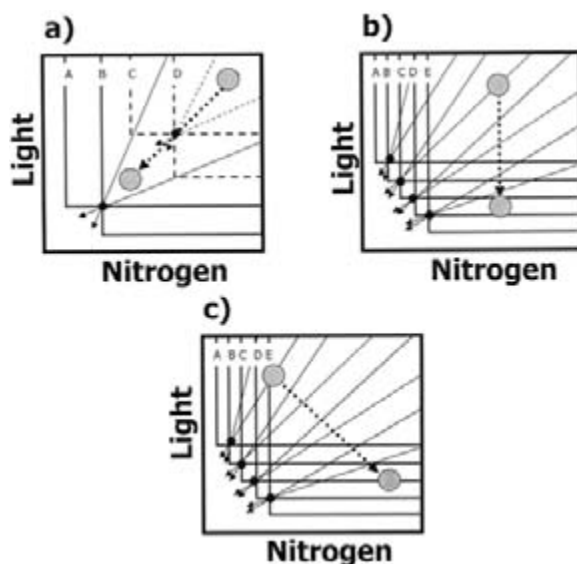 a)
A B C D
Light
Nitrogen
b)
A B C D E
Light
Nitrogen
c)
A B C D E
Light
Nitrogen